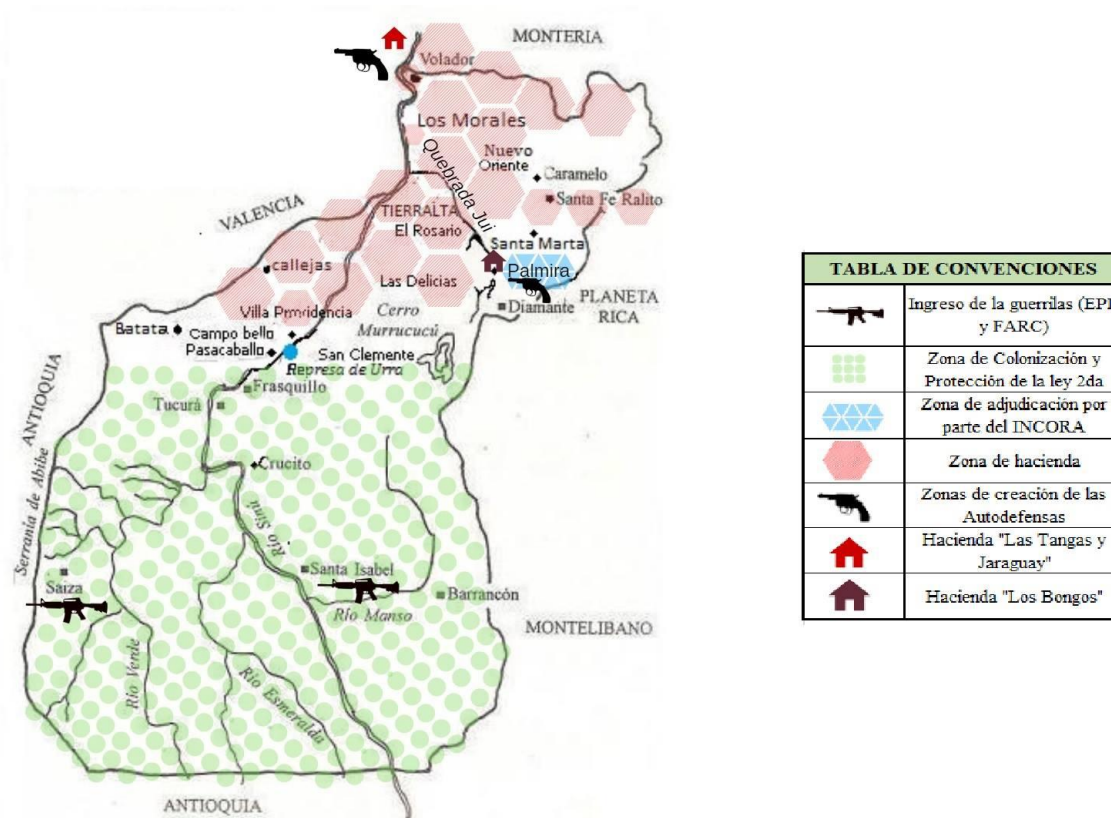 MONTERIA
Volador
Los Morales
Quebrada Jui
Nuevo
Oriente
Caramelo
Santa Fe Ralito
VALENCIA
TIERRALTA
El Rosario
Santa Marta
callejas
Las Delicias
Palmira
Villa Providencia
Cerro
Murrucucú
Diamante
PLANETA
RICA
Batata
Campo bello
Pasacaballo
San Clemente
Represa de Urra
Frasquillo
Tucurá
ANTIOQUIA
Serranía de Abibe
Crucito
Río Sinú
Santa Isabel
Saiza
Río Manso
Barrancón
MONTELIBANO
Río Verde
Río Esmeralda
ANTIOQUIA
TABLA DE CONVENCIONES
Ingreso de la guerrilas (EPL
y FARC)
Zona de Colonización y
Protección de la ley 2da
Zona de adjudicación por
parte del INCORA
Zona de hacienda
Zonas de creación de las
Autodefensas
Hacienda "Las Tangas y
Jaraguay"
Hacienda "Los Bongos"